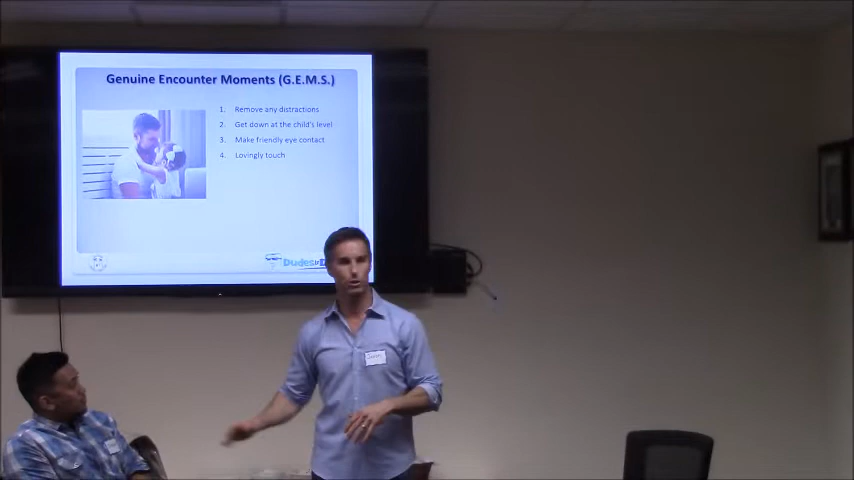 Genuine Encounter Moments (G.E.M.S.)
1. Remove any distractions
2. Get down at the child's level
3. Make friendly eye contact
4. Lovingly touch